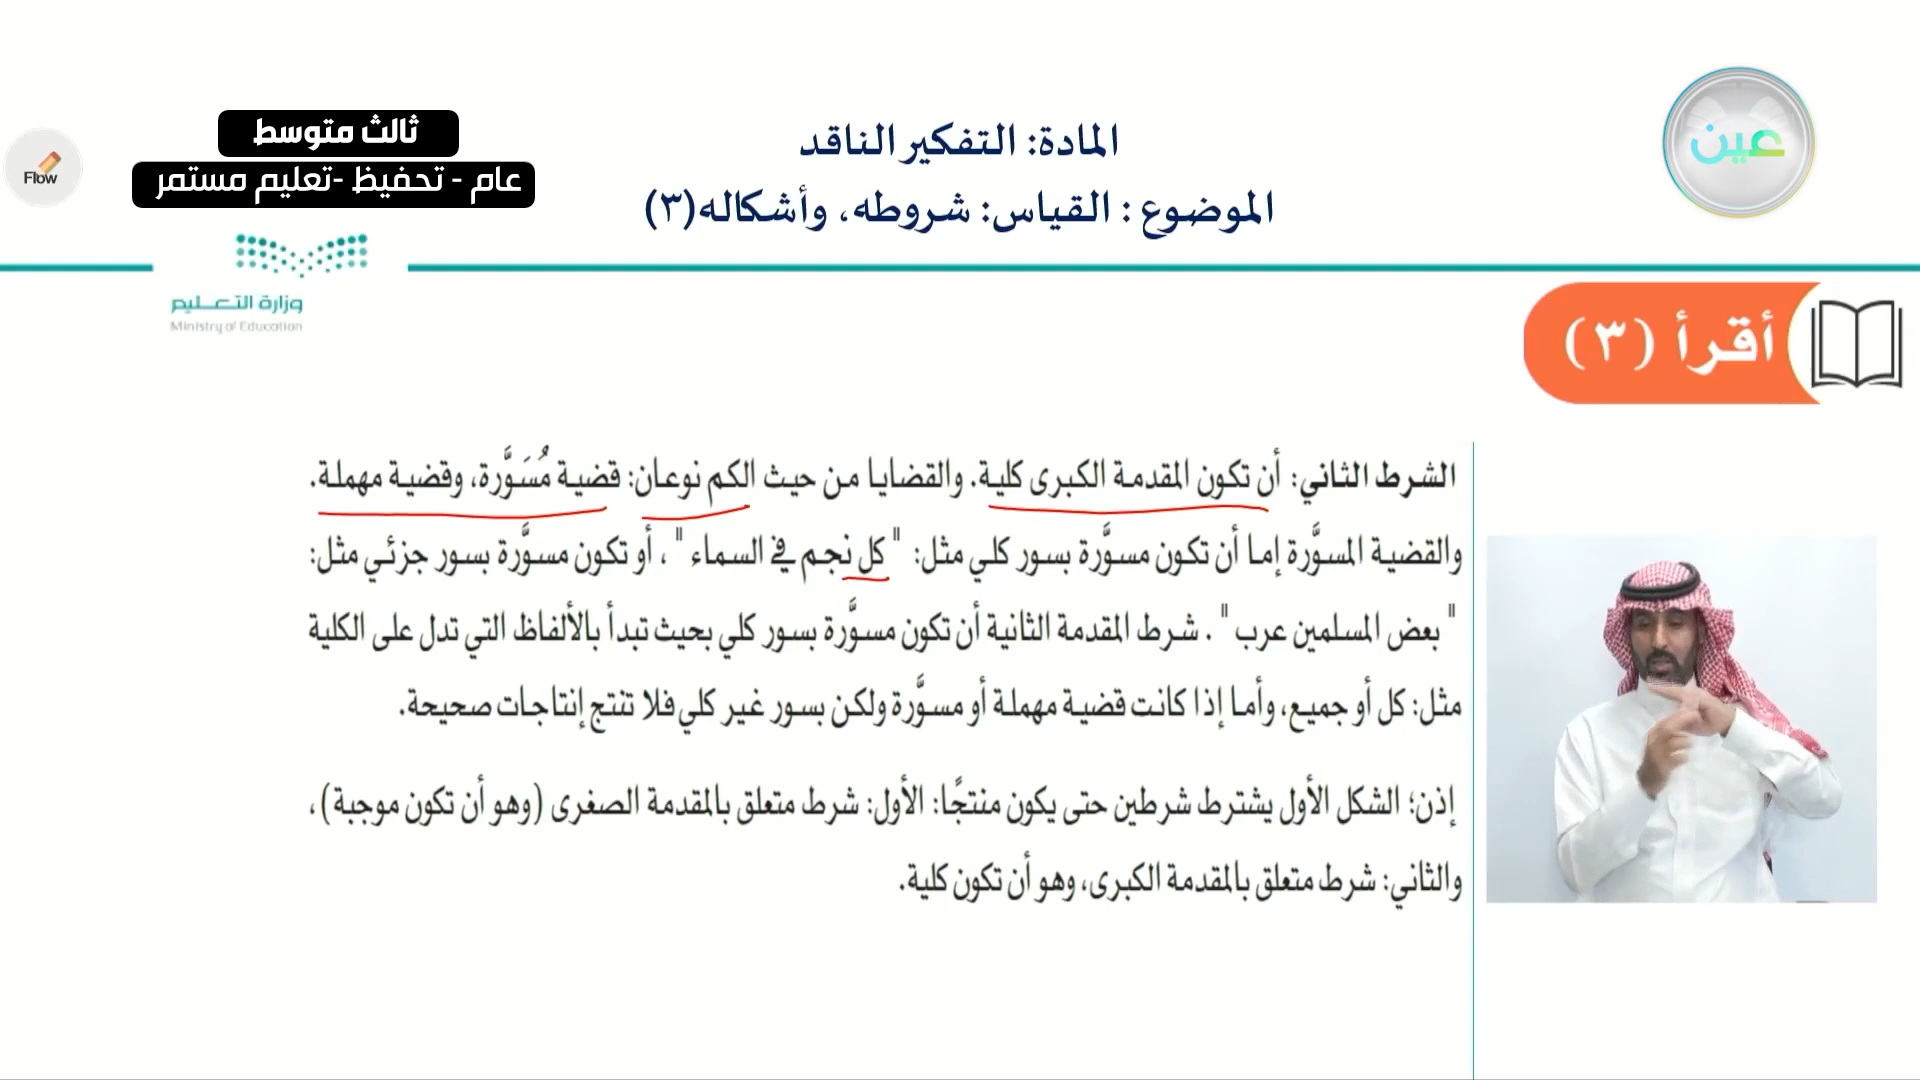 المادة: التفكير الناقد
الموضوع : القياس: شروطه، وأشكاله(٣)
عين
ثالث متوسط
عام - تحفيظ -تعليم مستمر
Flow
وزارة التعليم
Ministry of Education
أقرأ (٣)
الشرط الثاني: أن تكون المقدمة الكبرى كلية. والقضايا من حيث الكم نوعان: قضية مُسَوَّرة، وقضية مهملة.
والقضية المسوَّرة إما أن تكون مسوَّرة بسور كلي مثل: "كل نجم في السماء "، أو تكون مسوَّرة بسور جزئي مثل:
" بعض المسلمين عرب" . شرط المقدمة الثانية أن تكون مسوَّرة بسور كلي بحيث تبدأ بالألفاظ التي تدل على الكلية
مثل: كل أو جميع، وأما إذا كانت قضية مهملة أو مسوَّرة ولكن بسور غير كلي فلا تنتج إنتاجات صحيحة.
إذن؛ الشكل الأول يشترط شرطين حتى يكون منتجًا: الأول: شرط متعلق بالمقدمة الصغرى (وهو أن تكون موجبة)،
والثاني: شرط متعلق بالمقدمة الكبرى، وهو أن تكون كلية.